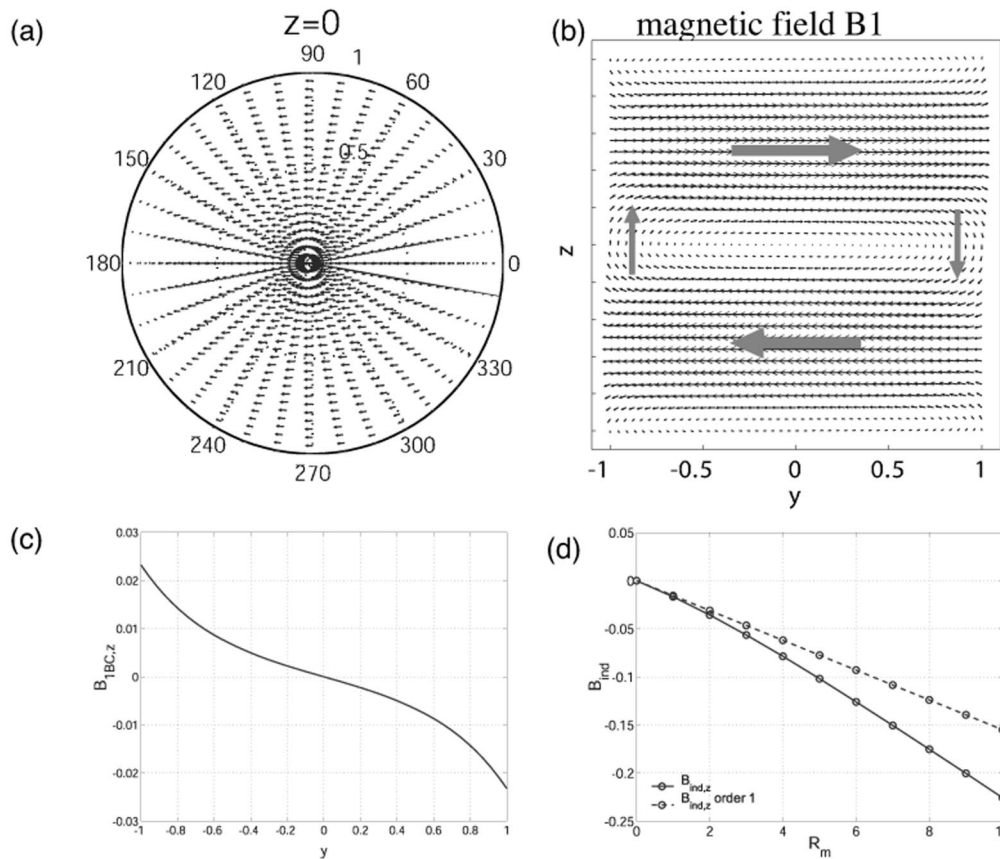 (a)
z=0
90
1
120
60
0.5
150
30
180
0
210
330
240
300
270
(b)
magnetic field B1
z
-1
-0.5
0
0.5
1
y
(c)
0.03
0.02
0.01
0
-0.01
-0.02
-0.03
B1BC,z
-1 -0.8 -0.6 -0.4 -0.2 0 0.2 0.4 0.6 0.8 1
y
(d)
0.05
0
-0.05
-0.1
-0.15
-0.2
-0.25
Bind
Bind,z
Bind,z order 1
0 2 4 6 8 1
Rm